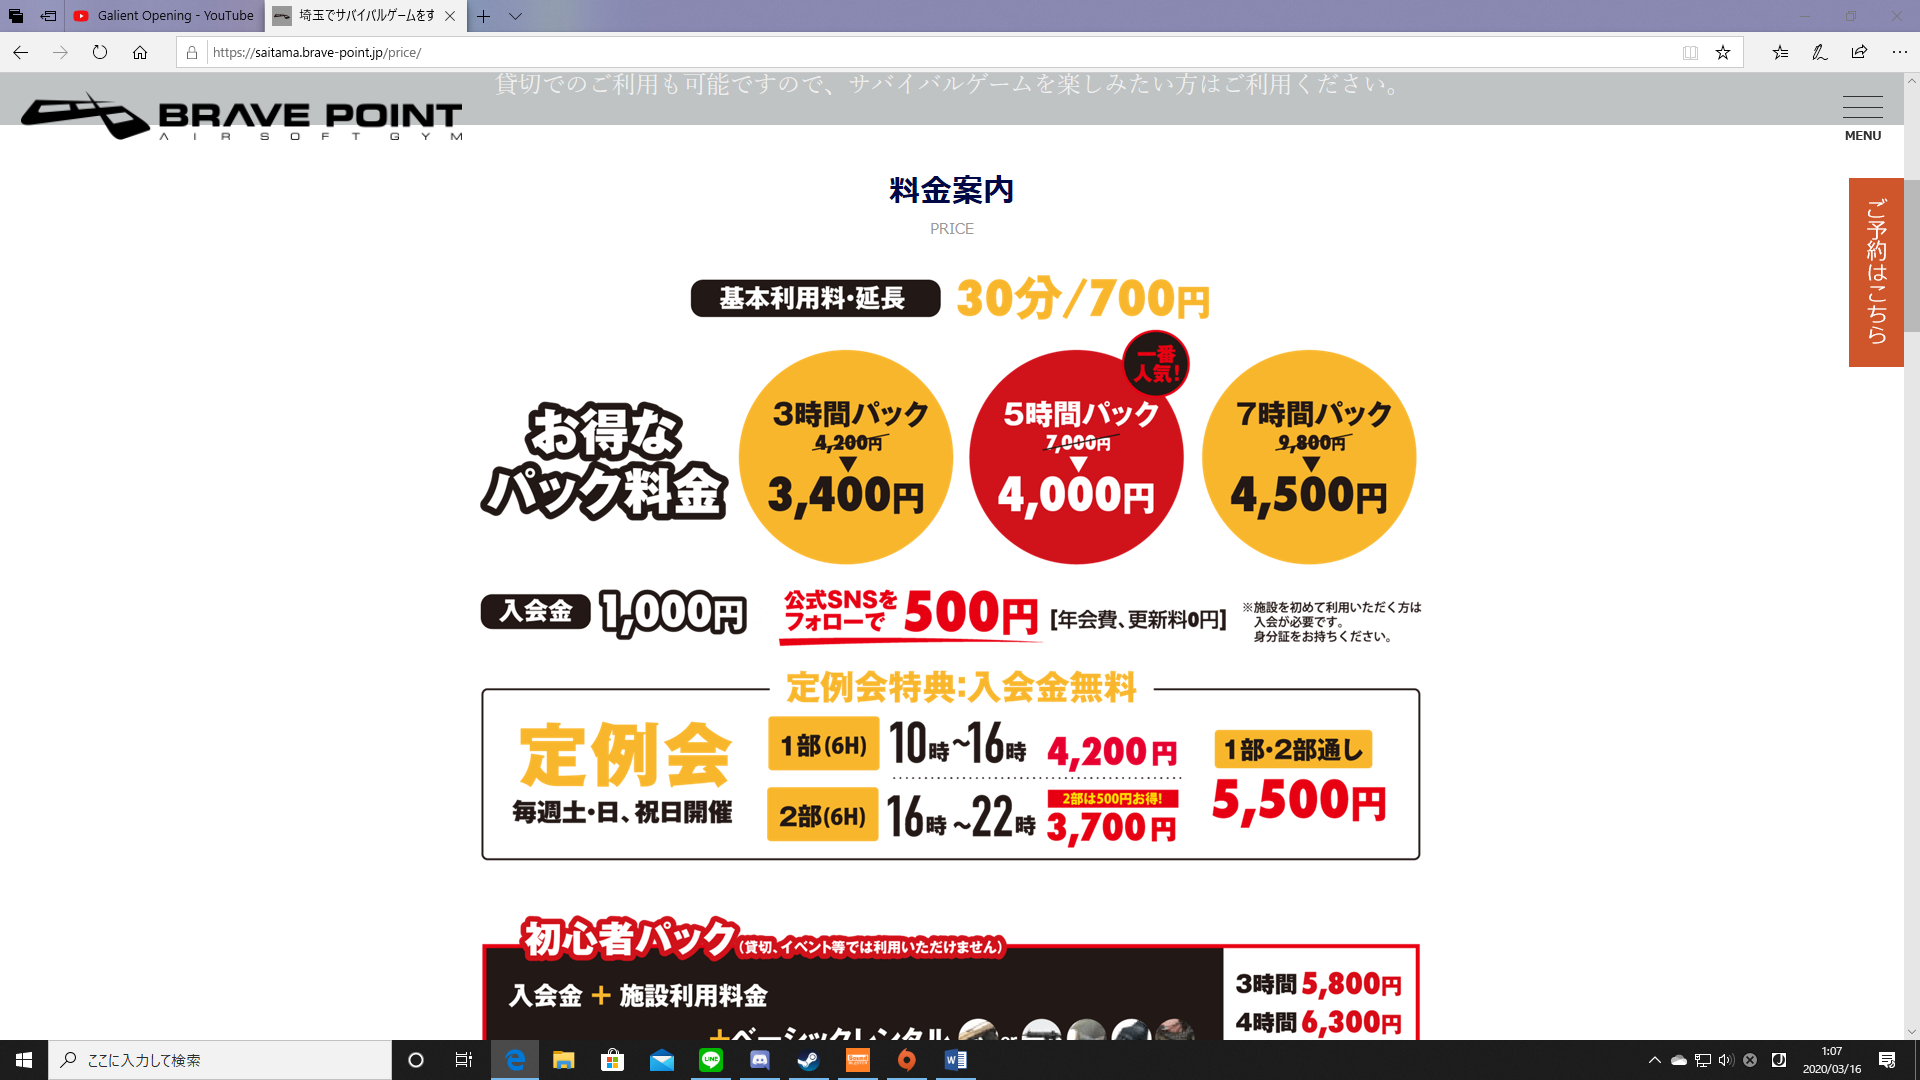 Galient Opening - YouTube
埼玉でサバイバルゲームをす
https://saitama.brave-point.jp/price/
貸切でのご利用も可能ですので、サバイバルゲームを楽しみたい方はご利用ください。
BRAVE POINT
AIRSOFT GYM
MENU
ご予約はこちら
料金案内
PRICE
基本利用料・延長 30分/700円
お得な
パック料金
3時間パック
4,200円
▼
3,400円
一番
人気!
5時間パック
7,000円
▼
4,000円
7時間パック
9,800円
▼
4,500円
入会金 1,000円
公式SNSを
フォローで
500円
[年会費、更新料0円]
※施設を初めて利用いただく方は
入会が必要です。
身分証をお持ちください。
定例会特典:入会金無料
定例会
毎週土・日、祝日開催
1部(6H) 10時~16時 4,200円
2部(6H) 16時~22時
2部は500円お得!
3,700円
1部・2部通し
5,500円
初心者パック(貸切、イベント等では利用いただけません)
入会金+施設利用料金
+ベーシックレンタル
or
3時間 5,800円
4時間 6,300円
ここに入力して検索
LINE
1:07
2020/03/16